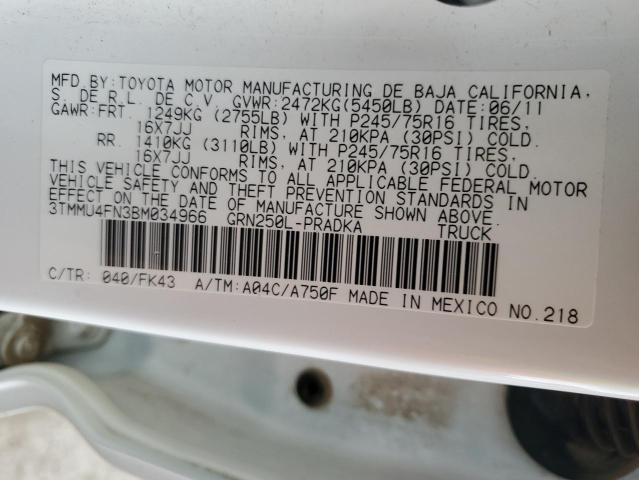 MFD BY:TOYOTA MOTOR MANUFACTURING DE BAJA CALIFORNIA,
S. DE R.L. DE C.V. GVWR:2472KG(5450LB) DATE:06/11
GAWR:FRT. 1249KG (2755LB) WITH P245/75R16 TIRES,
16X7JJ RIMS, AT 210KPA (30PSI) COLD.
RR. 1410KG (3110LB) WITH P245/75R16 TIRES,
16X7JJ RIMS, AT 210KPA (30PSI) COLD.
THIS VEHICLE CONFORMS TO ALL APPLICABLE FEDERAL MOTOR
VEHICLE SAFETY AND THEFT PREVENTION STANDARDS IN
EFFECT ON THE DATE OF MANUFACTURE SHOWN ABOVE.
3TMMU4FN3BM034966 GRN250L-PRADKA TRUCK
C/TR: 040/FK43 A/TM:A04C/A750F MADE IN MEXICO NO.218